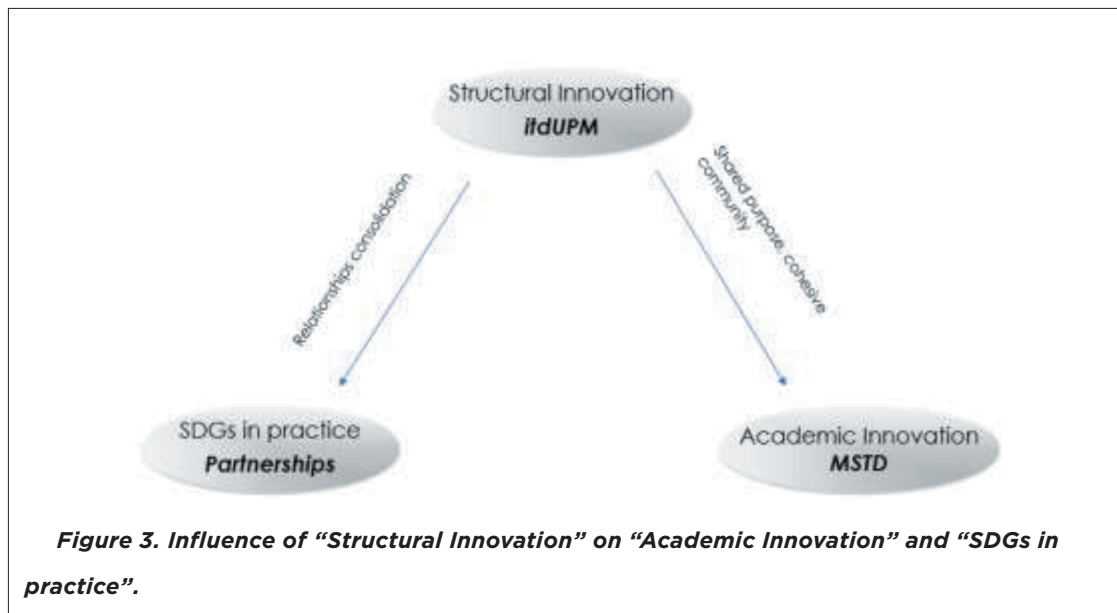 Structural Innovation
itdUPM
Relationships consolidation
Shared purpose, cohesive
community
SDGs in practice
Partnerships
Academic Innovation
MSTD
Figure 3. Influence of “Structural Innovation” on “Academic Innovation” and “SDGs in
practice”.